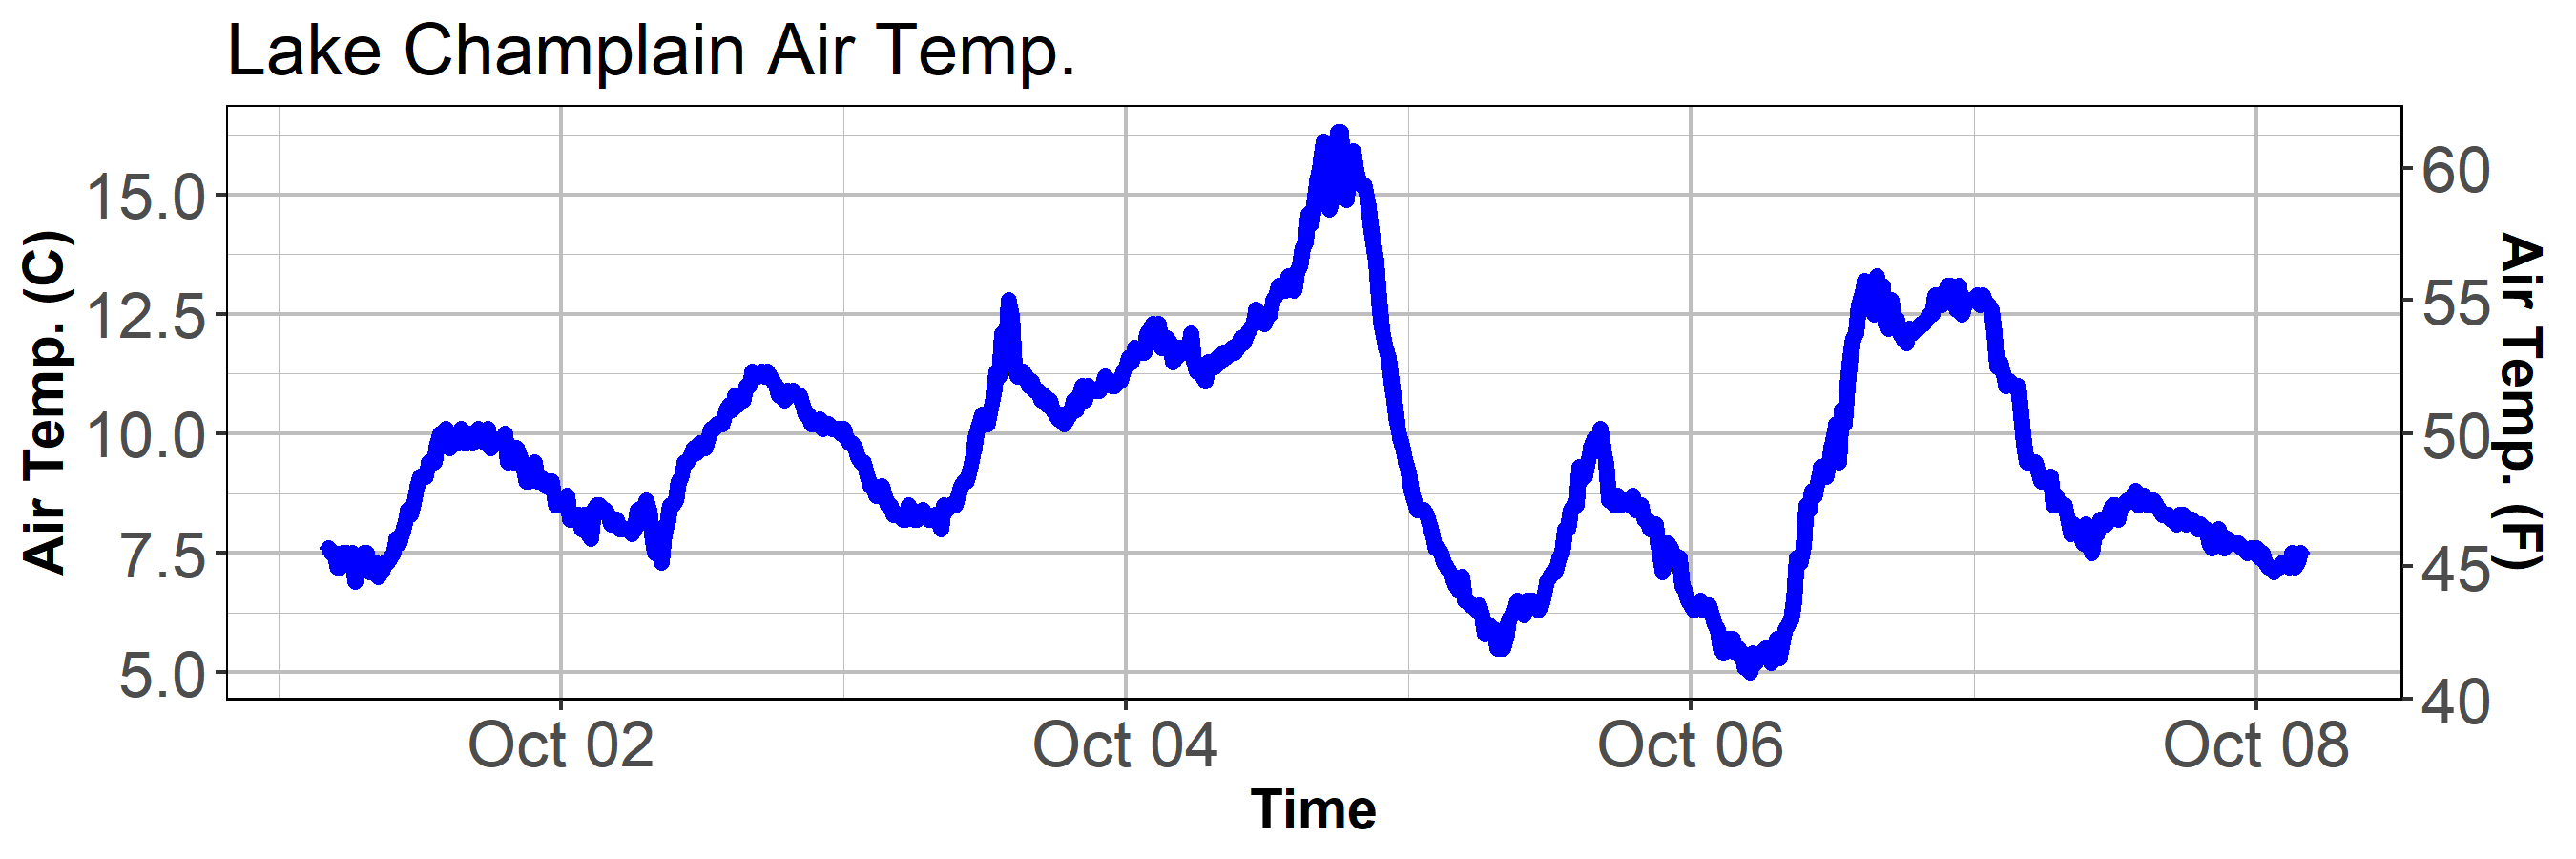 Lake Champlain Air Temp.
Air Temp. (C)
15.0
12.5
10.0
7.5
5.0
60
55
50
45
40
Air Temp. (F)
Oct 02 Oct 04 Oct 06 Oct 08
Time